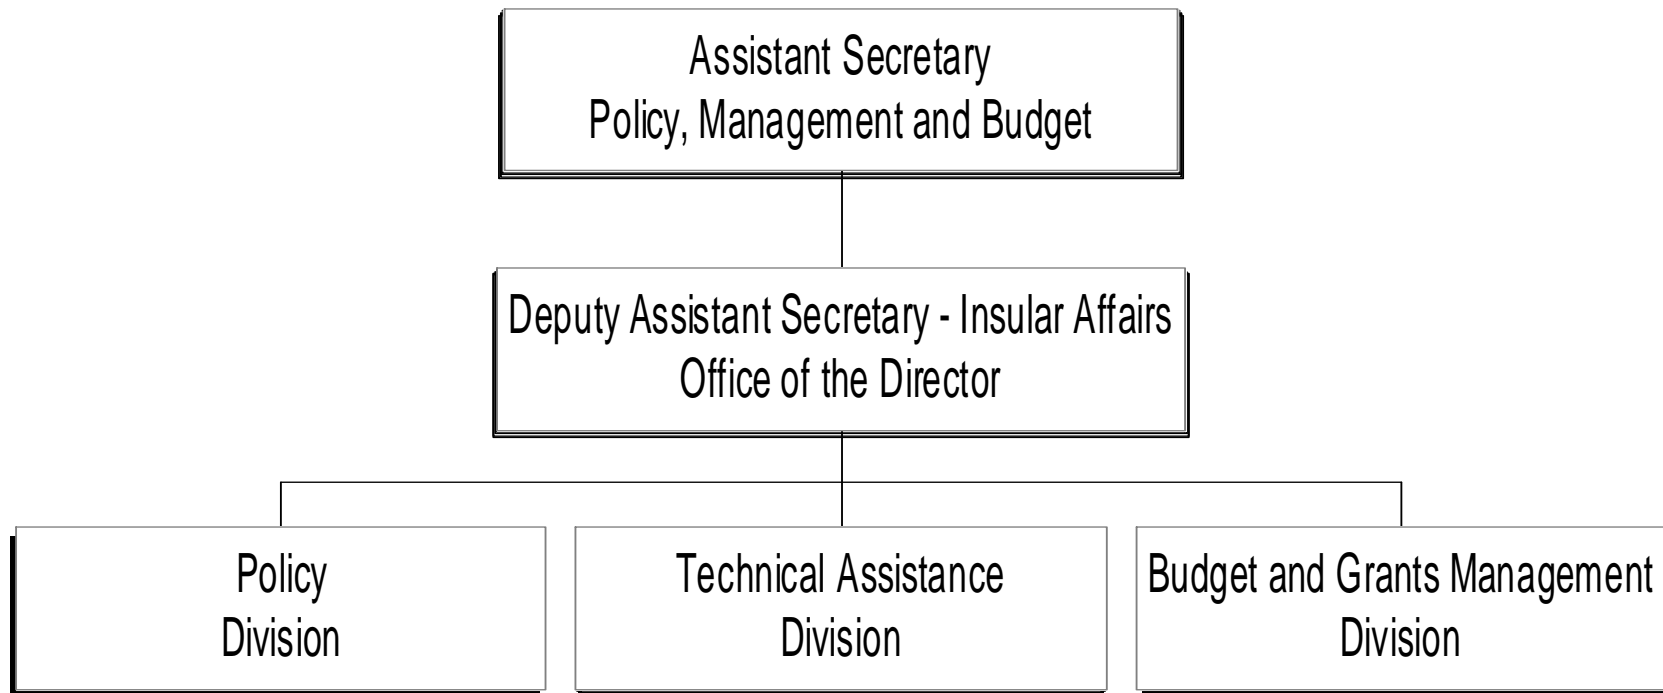 Assistant Secretary
Policy, Management and Budget
Deputy Assistant Secretary - Insular Affairs
Office of the Director
Policy
Division
Technical Assistance
Division
Budget and Grants Management
Division